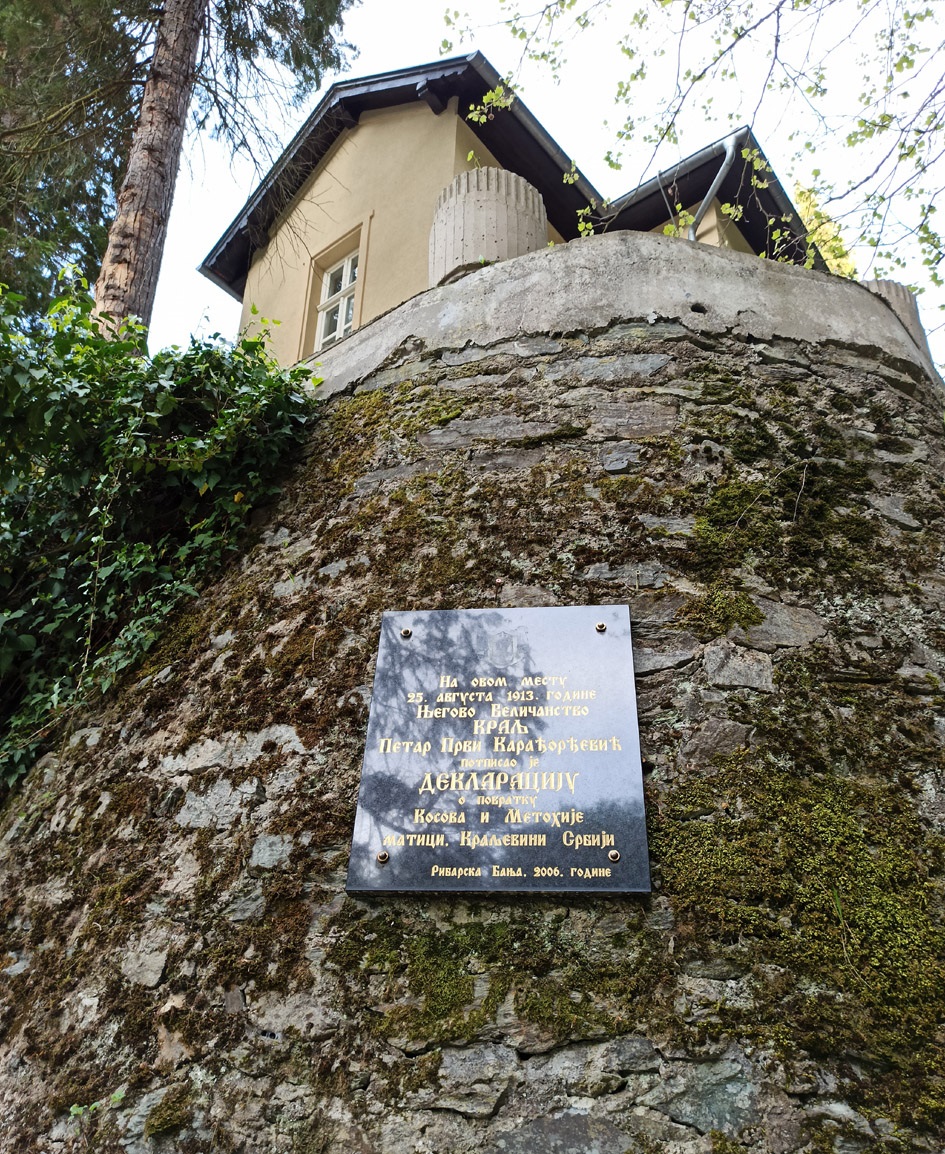 На овом месту
25. августа 1913. године
Његово Величанство
КРАЉ
Петар Први Карађорђевић
потписао је
ДЕКЛАРАЦИЈУ
о повратку
Косова и Метохије
матици, Краљевини Србији
Рибарска Бања, 2006. године